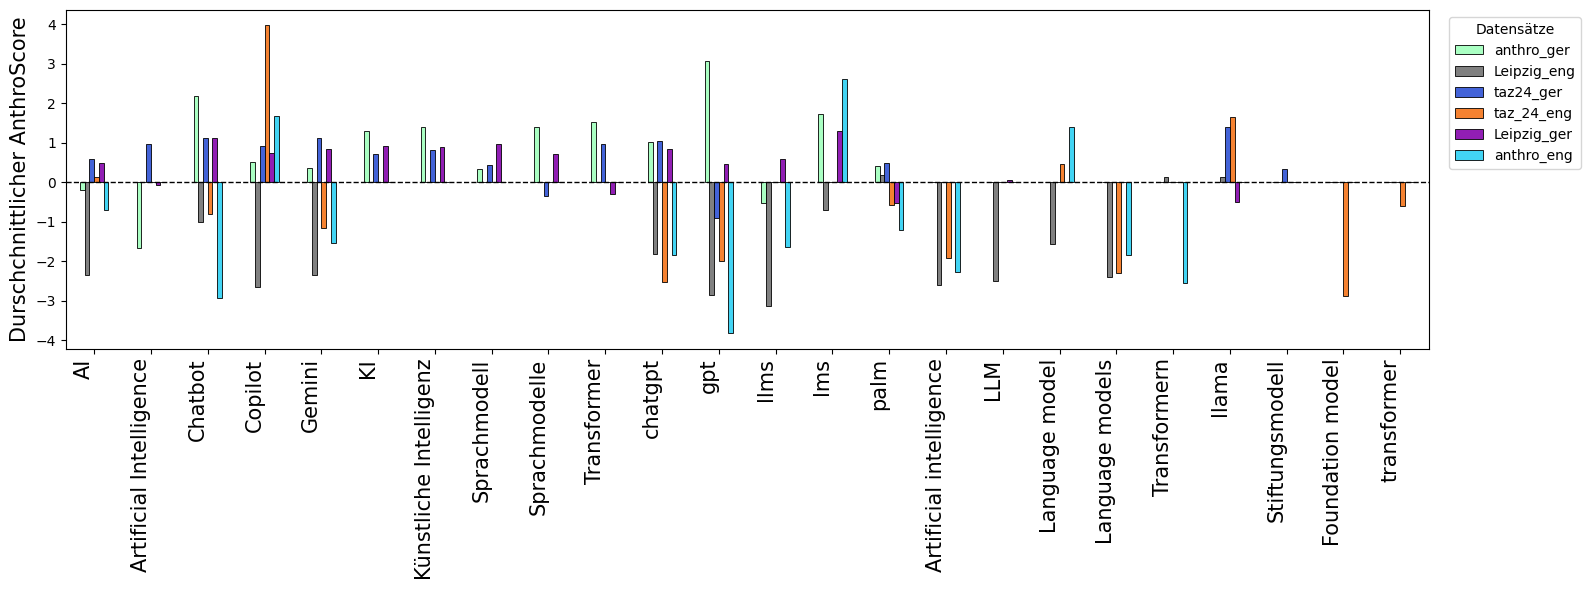 Durschchnittlicher AnthroScore
4
3
2
1
0
−1
−2
−3
−4
AI
Artificial Intelligence
Chatbot
Copilot
Gemini
KI
Künstliche Intelligenz
Sprachmodell
Sprachmodelle
Transformer
chatgpt
gpt
llms
lms
palm
Artificial intelligence
LLM
Language model
Language models
Transformern
llama
Stiftungsmodell
Foundation model
transformer
Datensätze
anthro_ger
Leipzig_eng
taz24_ger
taz_24_eng
Leipzig_ger
anthro_eng